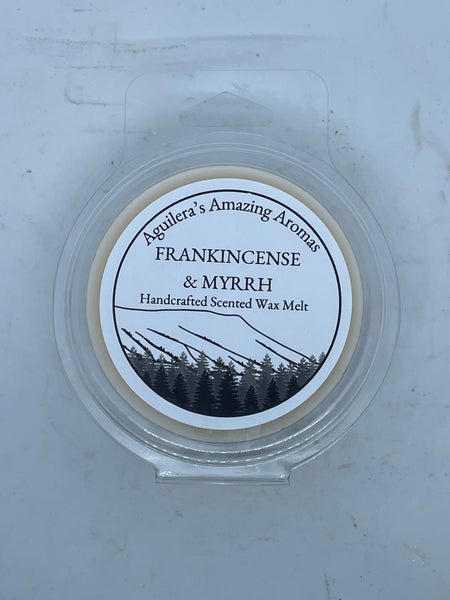 Aguilera's Amazing Aromas
FRANKINCENSE
& MYRRH
Handcrafted Scented Wax Melt